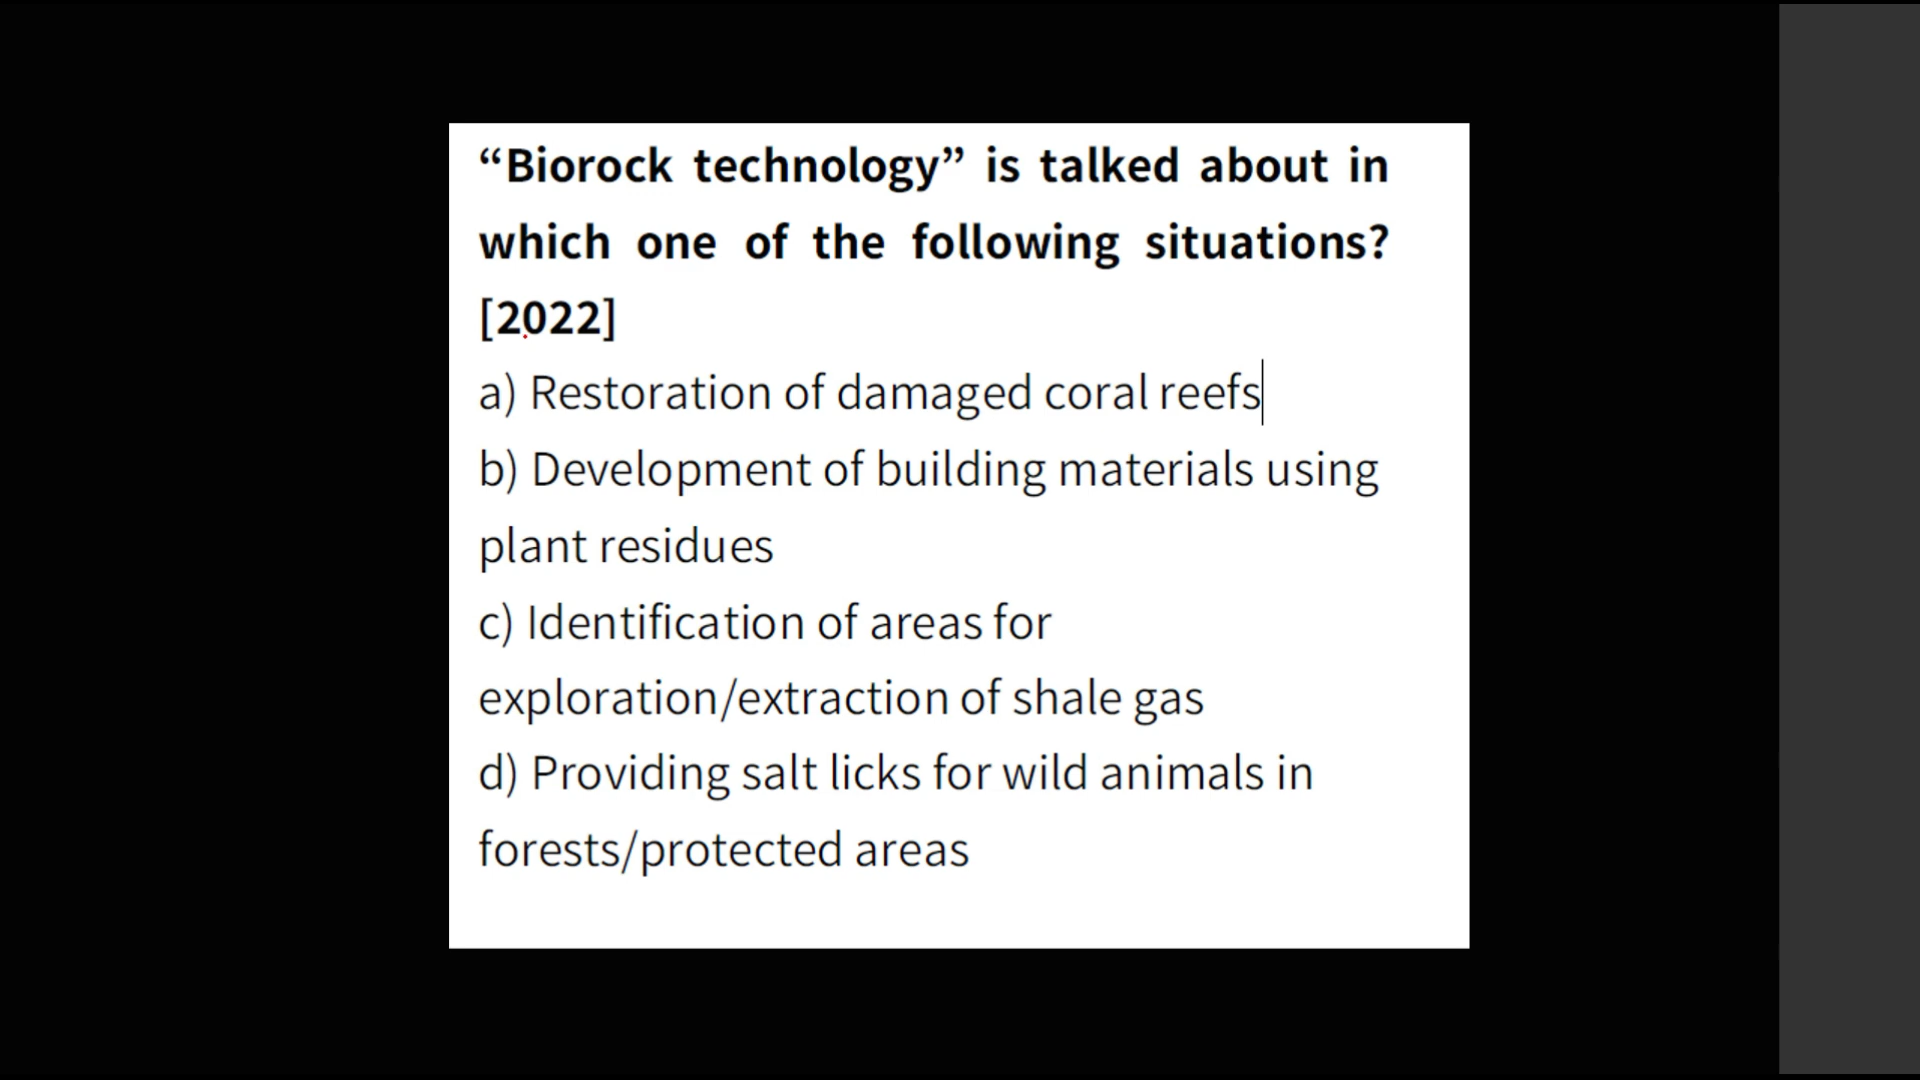 “Biorock technology” is talked about in
which one of the following situations?
[2022]
a) Restoration of damaged coral reefs
b) Development of building materials using
plant residues
c) Identification of areas for
exploration/extraction of shale gas
d) Providing salt licks for wild animals in
forests/protected areas